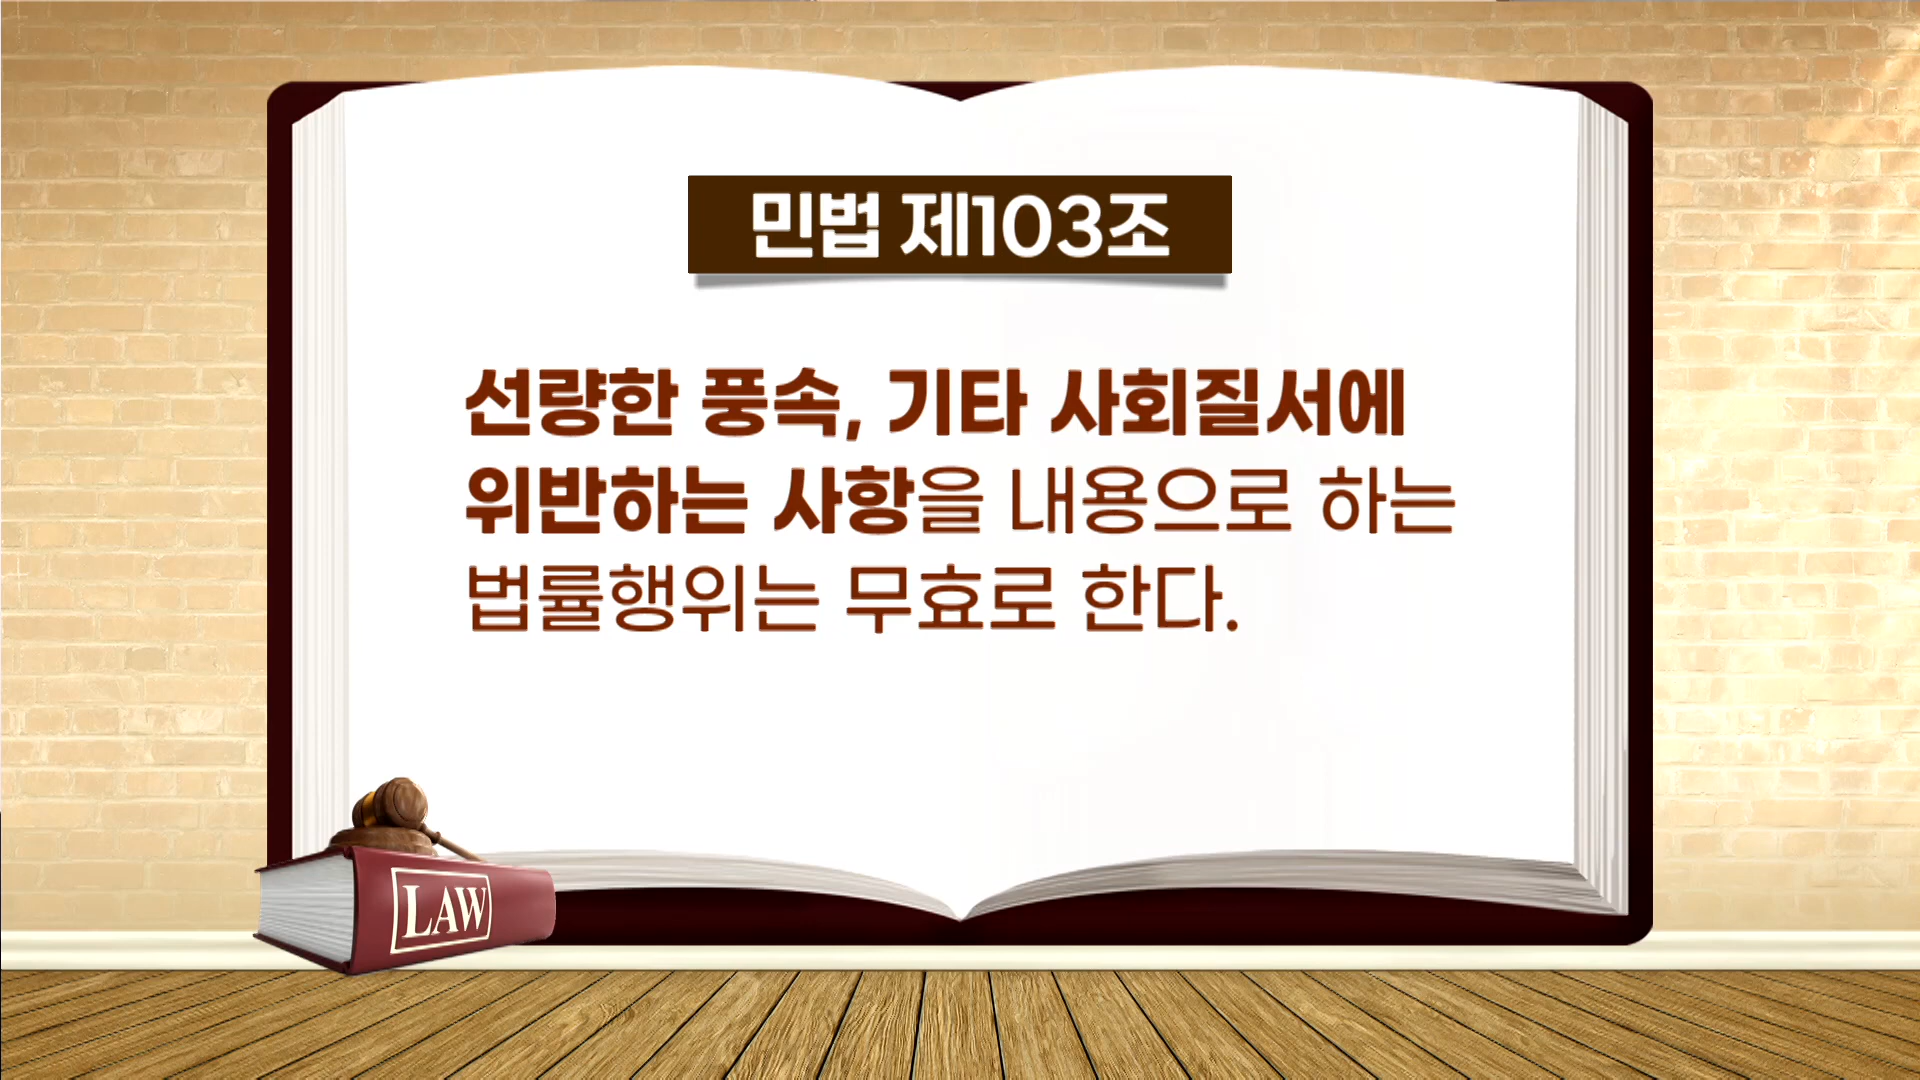 민법 제103조
선량한 풍속, 기타 사회질서에
위반하는 사항을 내용으로 하는
법률행위는 무효로 한다.
LAW